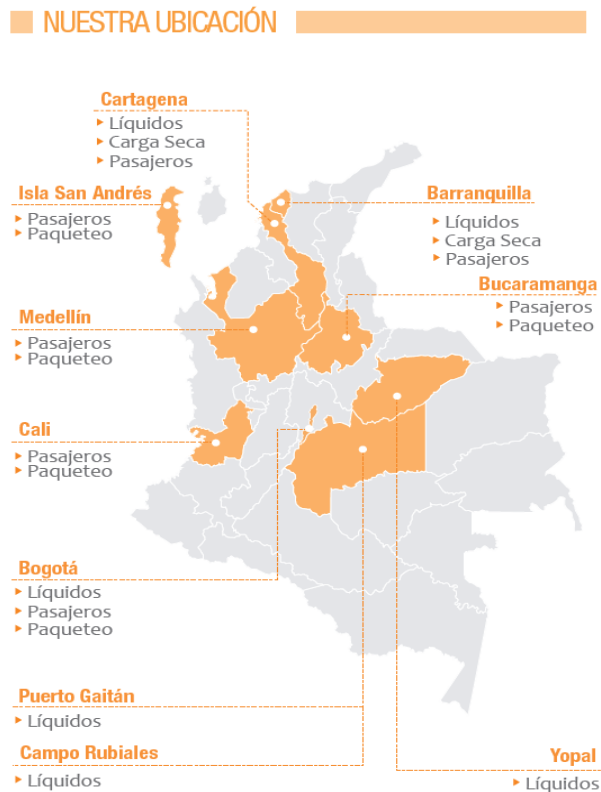 NUESTRA UBICACIÓN
Cartagena
Líquidos
Carga Seca
Pasajeros
Isla San Andrés
Pasajeros
Paqueteo
Barranquilla
Líquidos
Carga Seca
Pasajeros
Bucaramanga
Pasajeros
Paqueteo
Medellín
Pasajeros
Paqueteo
Cali
Pasajeros
Paqueteo
Bogotá
Líquidos
Pasajeros
Paqueteo
Puerto Gaitán
Líquidos
Campo Rubiales
Líquidos
Yopal
Líquidos